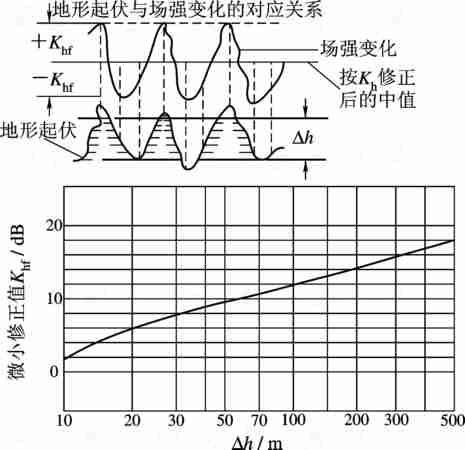 地形起伏与场强变化的对应关系
＋Khf
－Khf
场强变化
按Kh修正
后的中值
地形起伏
Δh
微小修正值Khf / dB
20
10
0
10 20 30 50 70 100 200 300 500
Δh / m